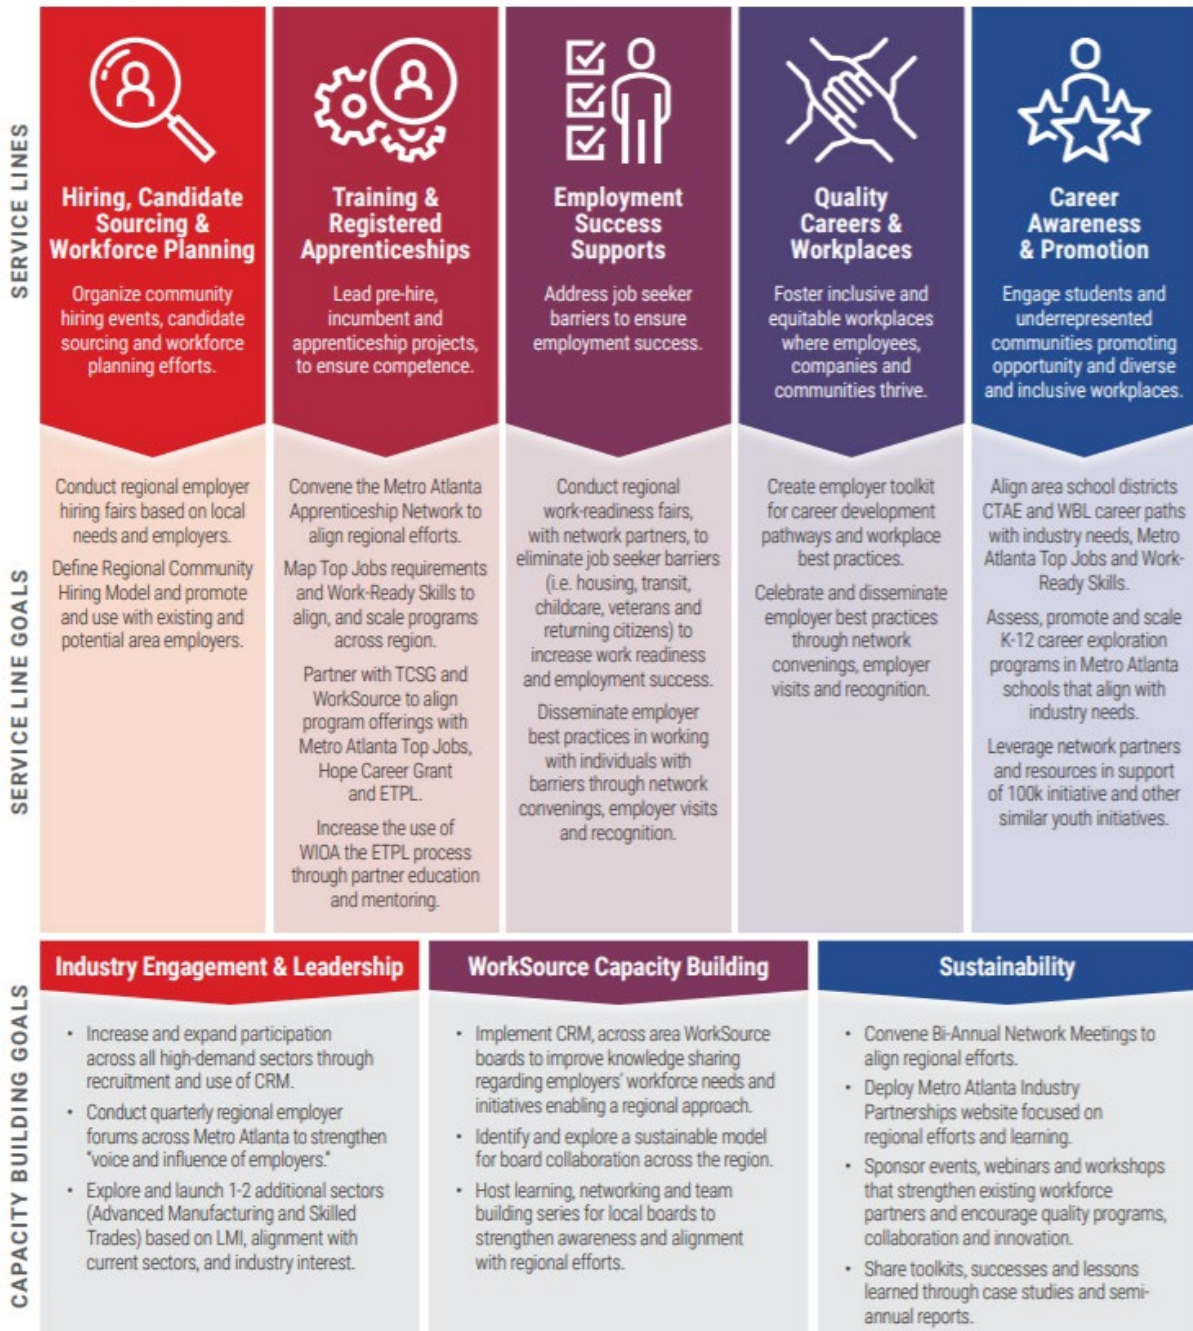 SERVICE LINES
Hiring, Candidate
Sourcing &
Workforce Planning
Organize community
hiring events, candidate
sourcing and workforce
planning efforts.
Training &
Registered
Apprenticeships
Lead pre-hire,
incumbent and
apprenticeship projects,
to ensure competence.
Employment
Success
Supports
Address job seeker
barriers to ensure
employment success.
Quality
Careers &
Workplaces
Foster inclusive and
equitable workplaces
where employees,
companies and
communities thrive.
Career
Awareness
& Promotion
Engage students and
underrepresented
communities promoting
opportunity and diverse
and inclusive workplaces.
SERVICE LINE GOALS
Conduct regional employer
hiring fairs based on local
needs and employers.
Define Regional Community
Hiring Model and promote
and use with existing and
potential area employers.
Convene the Metro Atlanta
Apprenticeship Network to
align regional efforts.
Map Top Jobs requirements
and Work-Ready Skills to
align, and scale programs
across region.
Partner with TCSG and
WorkSource to align
program offerings with
Metro Atlanta Top Jobs,
Hope Career Grant
and ETPL.
Increase the use of
WIOA the ETPL process
through partner education
and mentoring.
Conduct regional
work-readiness fairs,
with network partners, to
eliminate job seeker barriers
(i.e. housing, transit,
childcare, veterans and
returning citizens) to
increase work readiness
and employment success.
Disseminate employer
best practices in working
with individuals with
barriers through network
convenings, employer visits
and recognition.
Create employer toolkit
for career development
pathways and workplace
best practices.
Celebrate and disseminate
employer best practices
through network
convenings, employer
visits and recognition.
Align area school districts
CTAE and WBL career paths
with industry needs, Metro
Atlanta Top Jobs and Work-
Ready Skills.
Assess, promote and scale
K-12 career exploration
programs in Metro Atlanta
schools that align with
industry needs.
Leverage network partners
and resources in support
of 100k initiative and other
similar youth initiatives.
CAPACITY BUILDING GOALS
Industry Engagement & Leadership
• Increase and expand participation
across all high-demand sectors through
recruitment and use of CRM.
• Conduct quarterly regional employer
forums across Metro Atlanta to strengthen
"voice and influence of employers."
• Explore and launch 1-2 additional sectors
(Advanced Manufacturing and Skilled
Trades) based on LMI, alignment with
current sectors, and industry interest.
WorkSource Capacity Building
• Implement CRM, across area WorkSource
boards to improve knowledge sharing
regarding employers' workforce needs and
initiatives enabling a regional approach.
• Identify and explore a sustainable model
for board collaboration across the region.
• Host learning, networking and team
building series for local boards to
strengthen awareness and alignment
with regional efforts.
Sustainability
• Convene Bi-Annual Network Meetings to
align regional efforts.
• Deploy Metro Atlanta Industry
Partnerships website focused on
regional efforts and learning.
• Sponsor events, webinars and workshops
that strengthen existing workforce
partners and encourage quality programs,
collaboration and innovation.
• Share toolkits, successes and lessons
learned through case studies and semi-
annual reports.